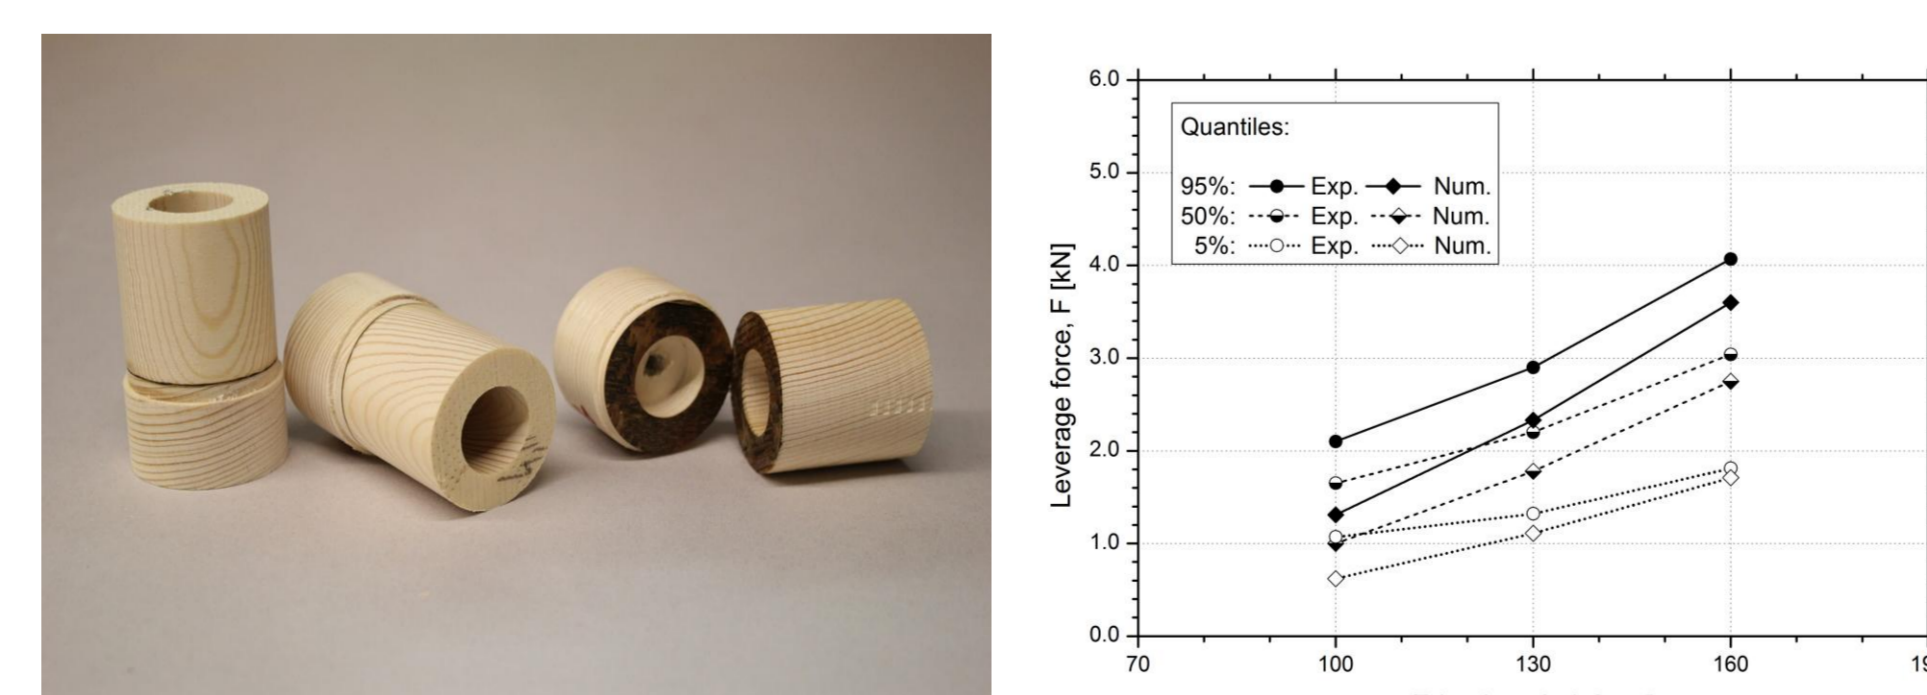 6.0
5.0
4.0
3.0
2.0
1.0
0.0
Leverage force, F [kN]
Quantiles:
95%: Exp. Num.
50%: Exp. Num.
5%: Exp. Num.
70 100 130 160